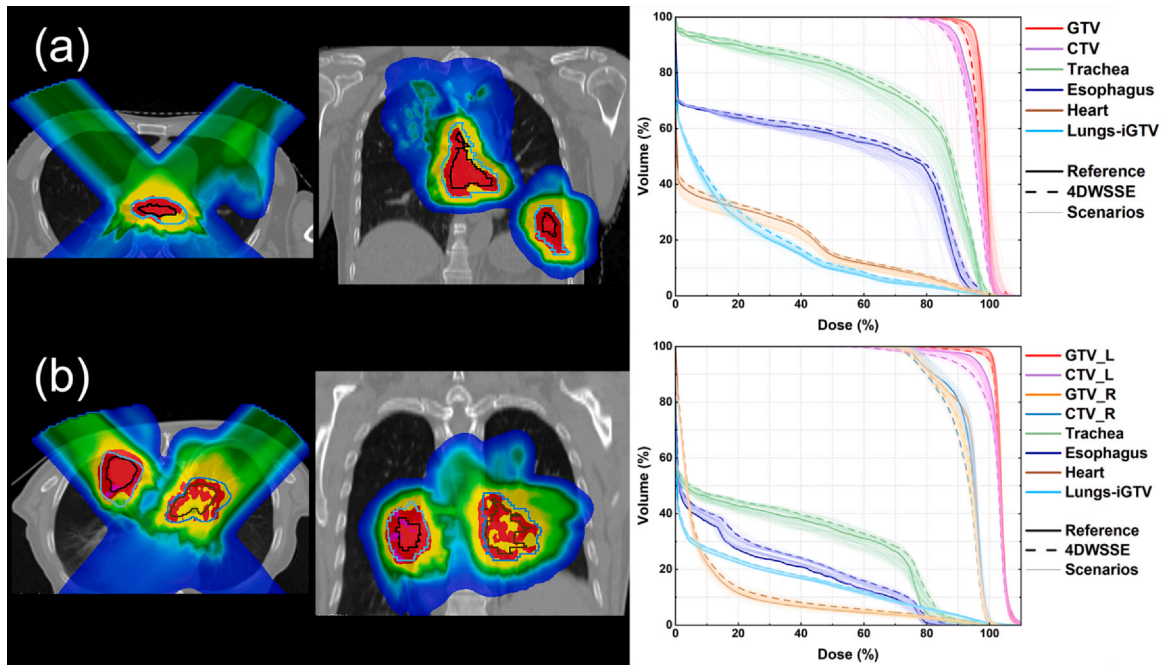 (a)
100
80
60
40
20
0
Volume (%)
0 20 40 60 80 100
Dose (%)
GTV
CTV
Trachea
Esophagus
Heart
Lungs-iGTV
Reference
4DWSSE
Scenarios
(b)
100
80
60
40
20
0
Volume (%)
0 20 40 60 80 100
Dose (%)
GTV_L
CTV_L
GTV_R
CTV_R
Trachea
Esophagus
Heart
Lungs-iGTV
Reference
4DWSSE
Scenarios